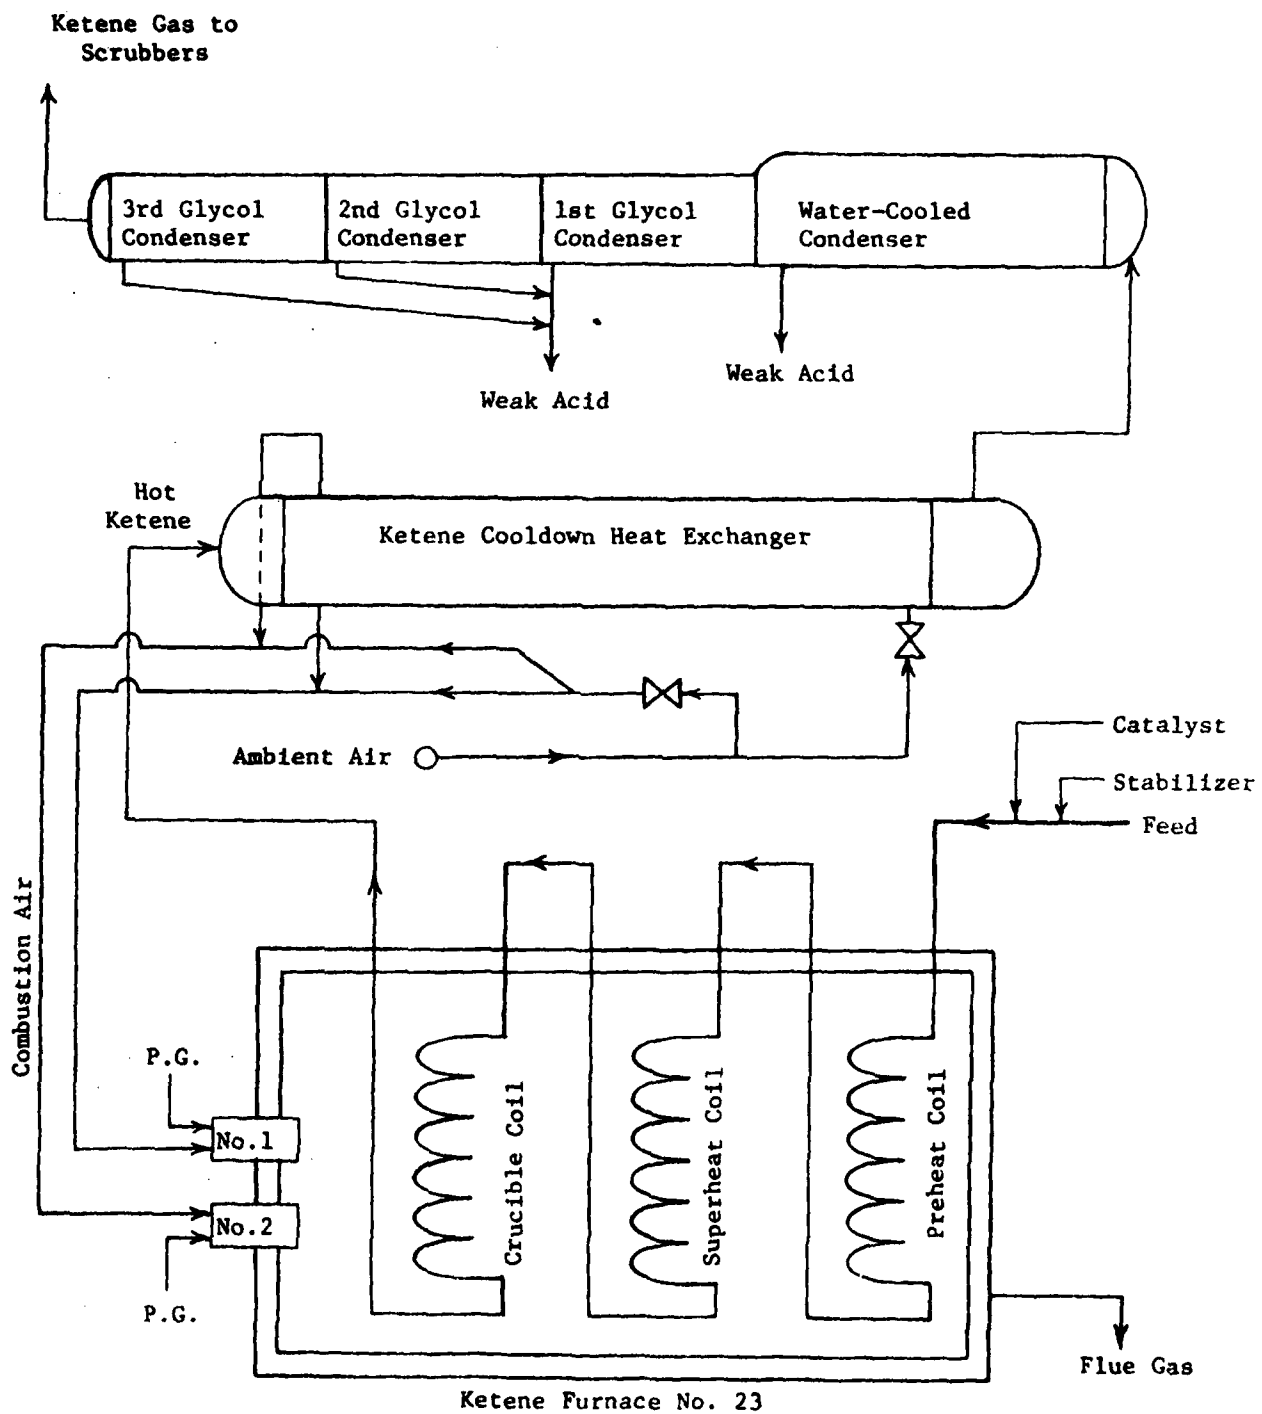 Ketene Gas to
Scrubbers
3rd Glycol
Condenser
2nd Glycol
Condenser
1st Glycol
Condenser
Water-Cooled
Condenser
Weak Acid
Weak Acid
Hot
Ketene
Ketene Cooldown Heat Exchanger
Ambient Air
Catalyst
Stabilizer
Feed
Combustion Air
P.G.
No.1
No.2
P.G.
Crucible Coil
Superheat Coil
Preheat Coil
Flue Gas
Ketene Furnace No. 23